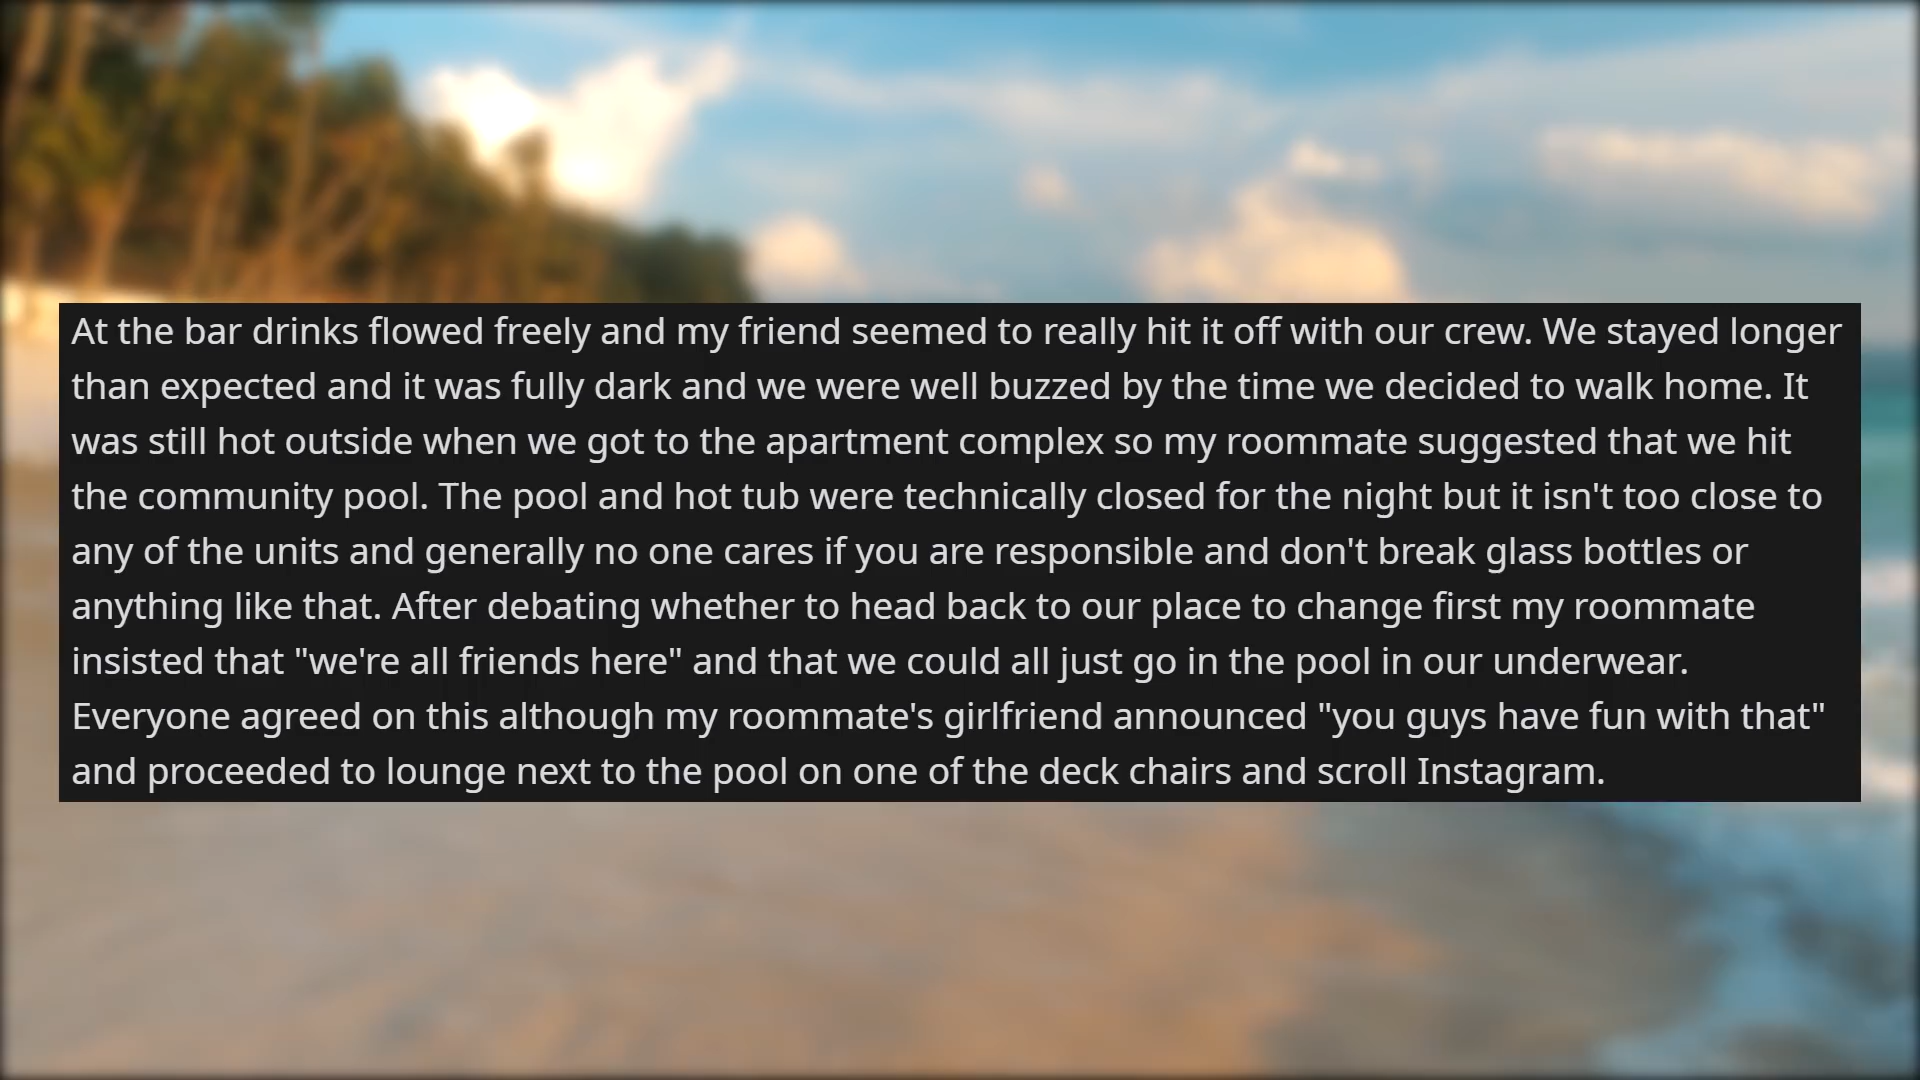 At the bar drinks flowed freely and my friend seemed to really hit it off with our crew. We stayed longer
than expected and it was fully dark and we were well buzzed by the time we decided to walk home. It
was still hot outside when we got to the apartment complex so my roommate suggested that we hit
the community pool. The pool and hot tub were technically closed for the night but it isn't too close to
any of the units and generally no one cares if you are responsible and don't break glass bottles or
anything like that. After debating whether to head back to our place to change first my roommate
insisted that "we're all friends here" and that we could all just go in the pool in our underwear.
Everyone agreed on this although my roommate's girlfriend announced "you guys have fun with that"
and proceeded to lounge next to the pool on one of the deck chairs and scroll Instagram.